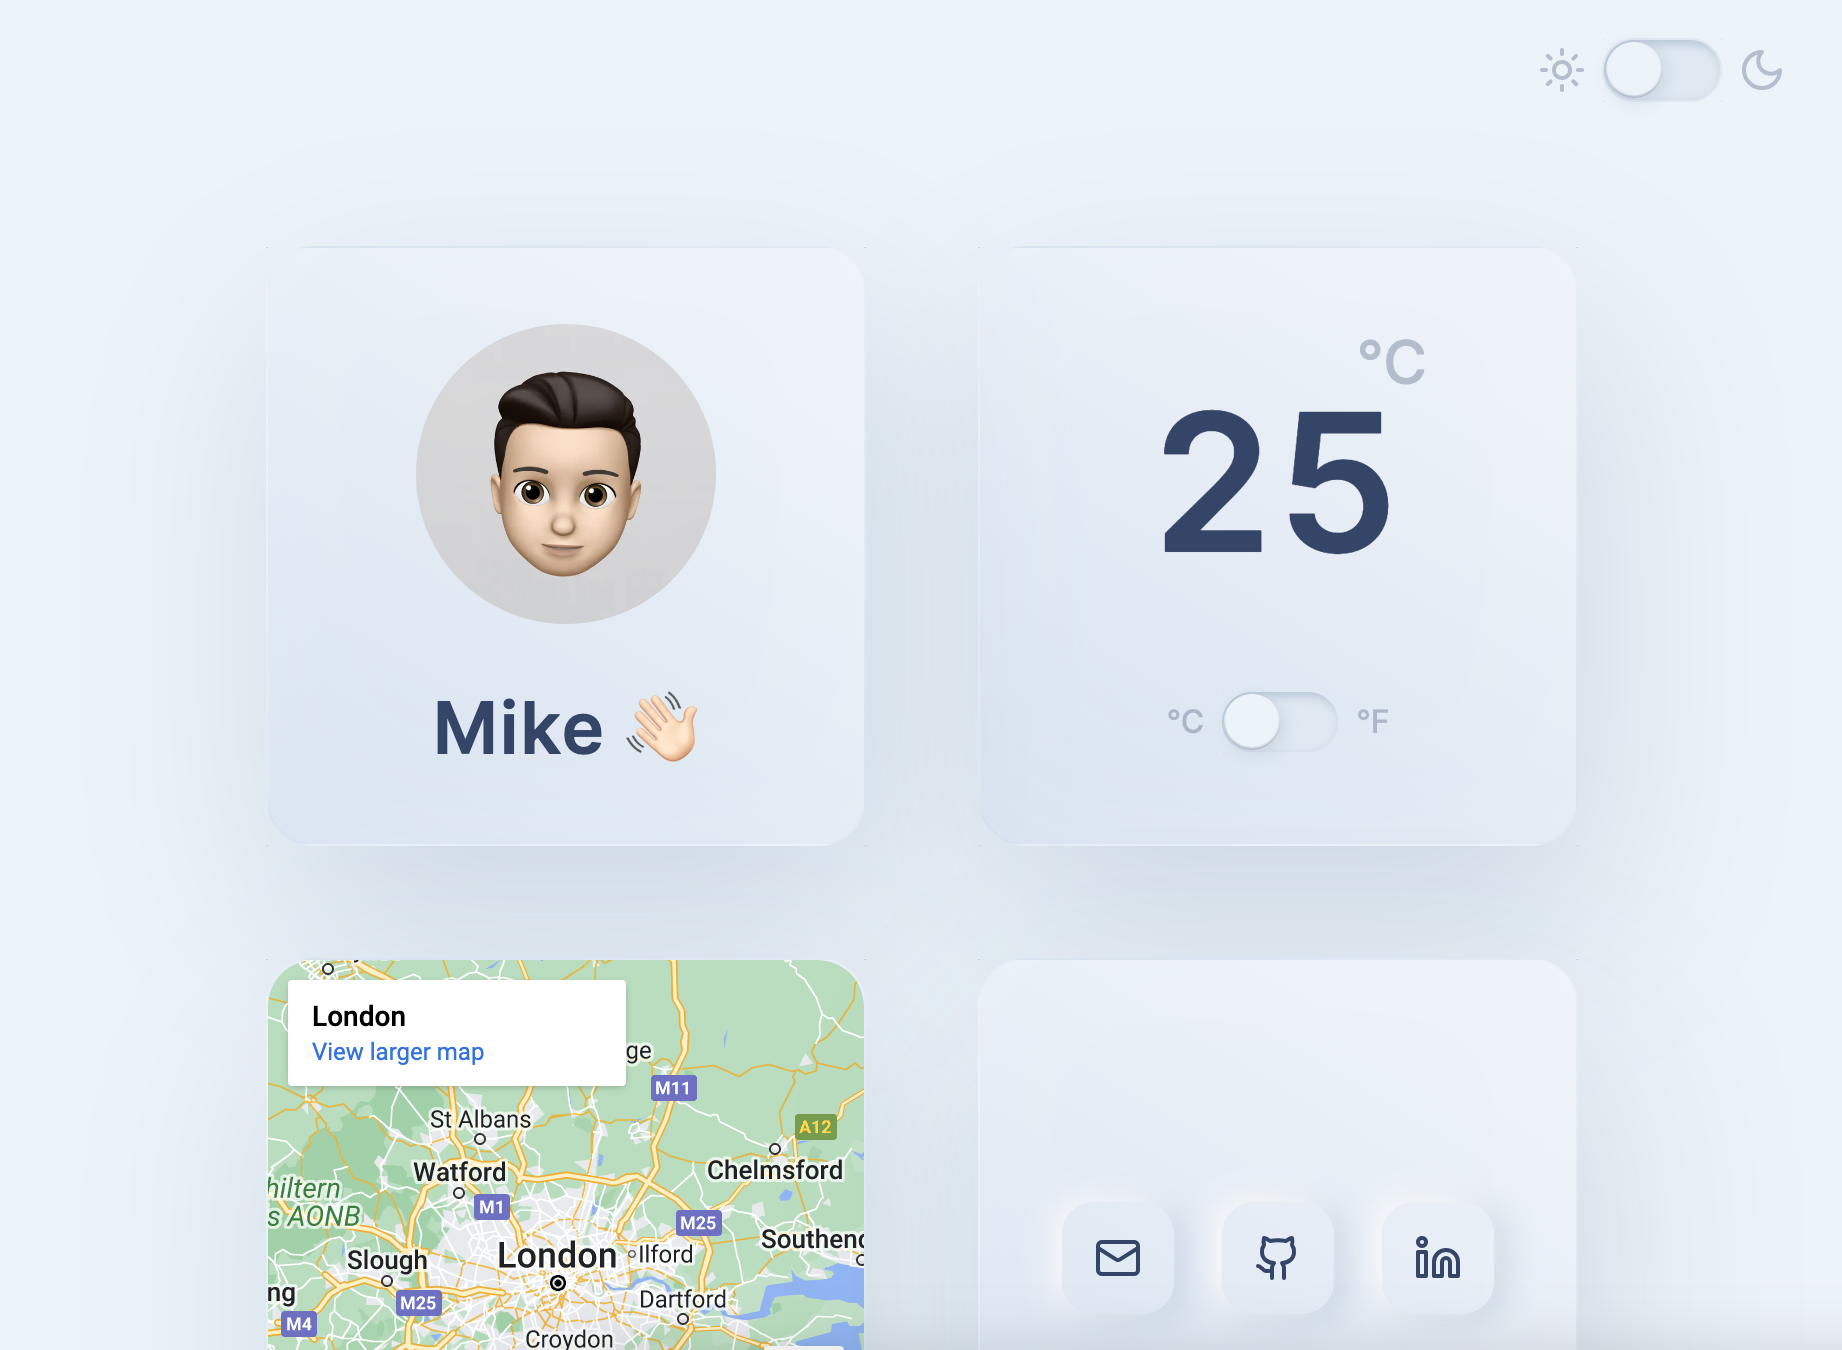 Mike 👋🏻
°C
25
°C
°F
London
View larger map
ge
M11
St Albans
A12
Watford
Chelmsford
M1
hiltern
s AONB
M25
Southend
London
Ilford
Slough
ng
M25
Dartford
M4
Croydon
in